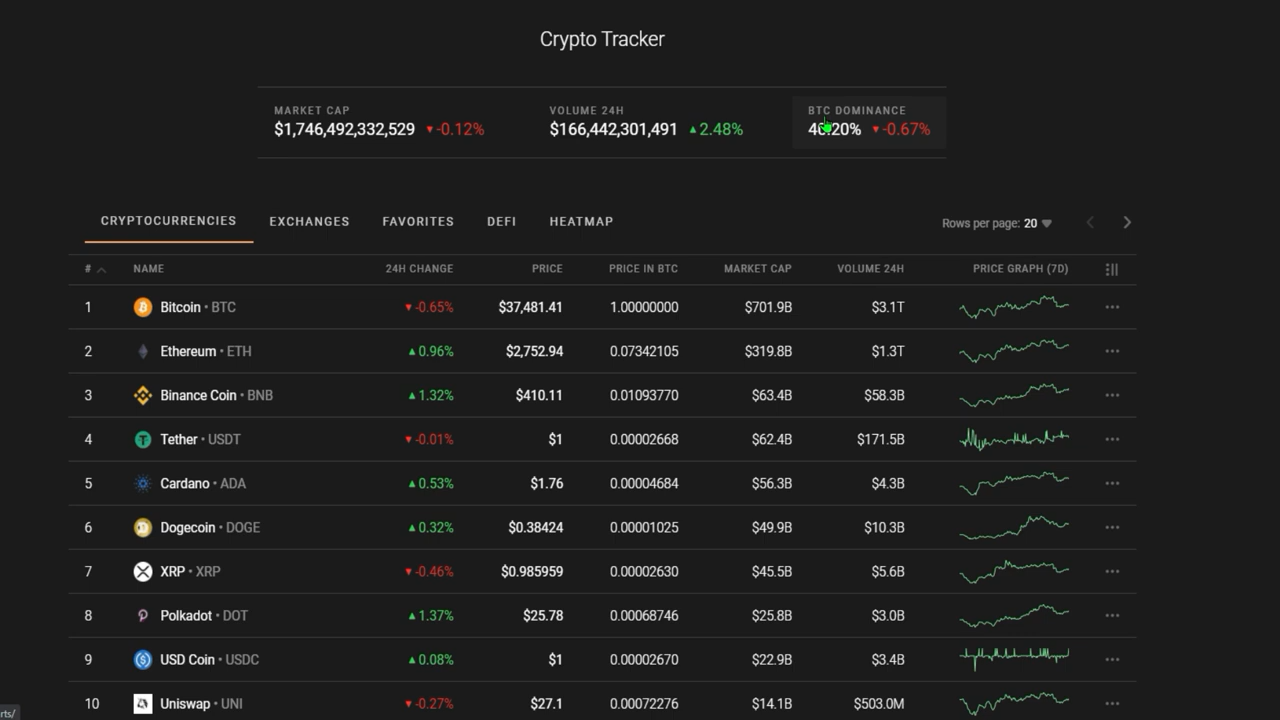 Crypto Tracker
MARKET CAP VOLUME 24H BTC DOMINANCE
$1,746,492,332,529 ▼-0.12% $166,442,301,491 ▲2.48% ▼-0.67%
CRYPTOCURRENCIES EXCHANGES FAVORITES DEFI HEATMAP Rows per page: 20
# NAME 24H CHANGE PRICE PRICE IN BTC MARKET CAP VOLUME 24H PRICE GRAPH (7D)
1 Bitcoin • BTC ▼-0.65% $37,481.41 1.00000000 $701.9B $3.1T
2 Ethereum • ETH ▲0.96% $2,752.94 0.07342105 $319.8B $1.3T
3 Binance Coin • BNB ▲1.32% $410.11 0.01093770 $63.4B $58.3B
4 Tether • USDT ▼-0.01% $1 0.00002668 $62.4B $171.5B
5 Cardano • ADA ▲0.53% $1.76 0.00004684 $56.3B $4.3B
6 Dogecoin • DOGE ▲0.32% $0.38424 0.00001025 $49.9B $10.3B
7 XRP • XRP ▼-0.46% $0.985959 0.00002630 $45.5B $5.6B
8 Polkadot • DOT ▲1.37% $25.78 0.00068746 $25.8B $3.0B
9 USD Coin • USDC ▲0.08% $1 0.00002670 $22.9B $3.4B
10 Uniswap • UNI ▼-0.27% $27.1 0.00072276 $14.1B $503.0M
rts/